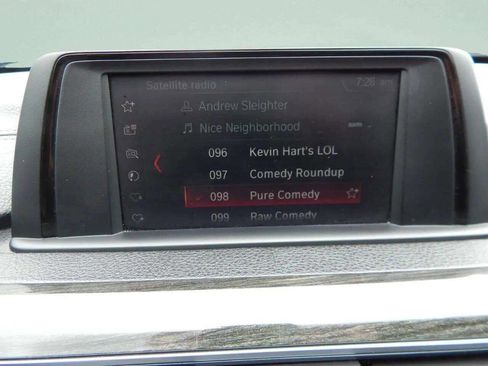 Satellite radio
7:26 am
Andrew Sleighter
Nice Neighborhood
096 Kevin Hart's LOL
097 Comedy Roundup
098 Pure Comedy
099 Raw Comedy